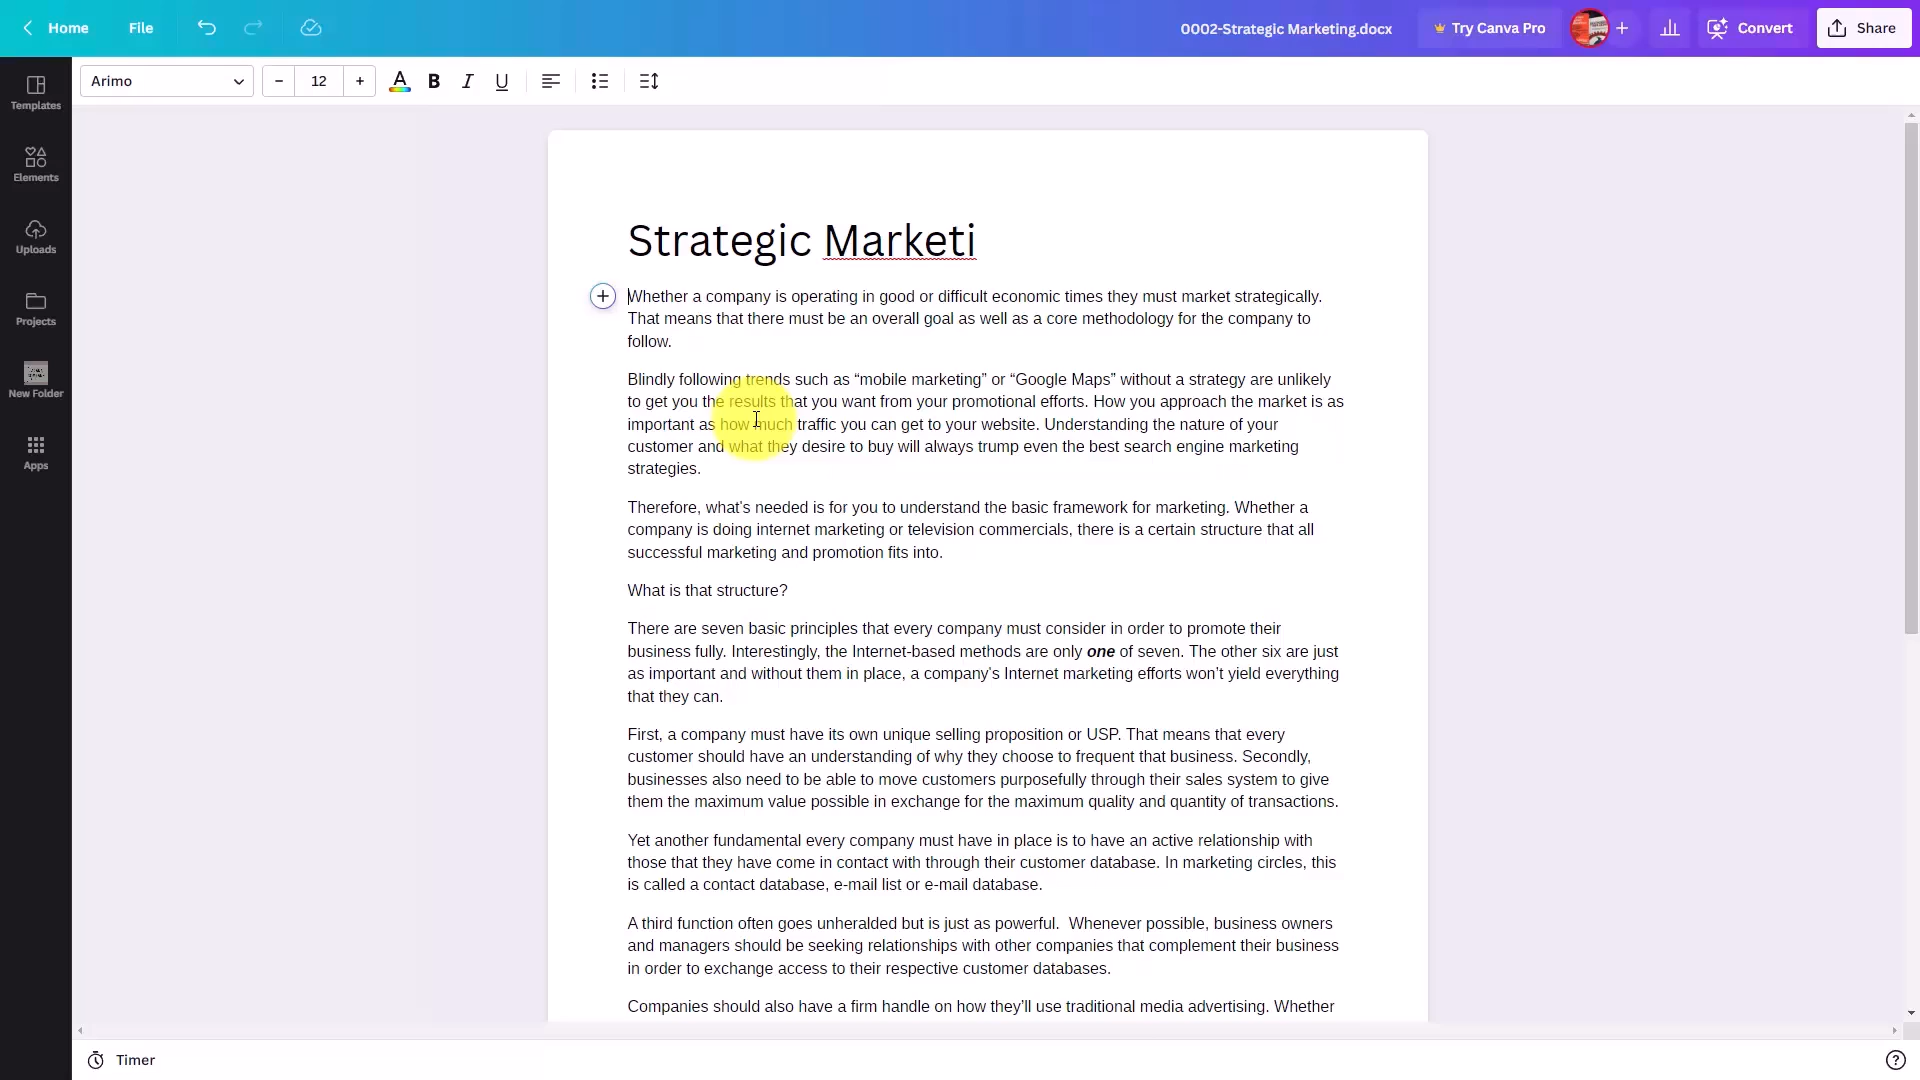 Home File 0002-Strategic Marketing.docx Try Canva Pro Convert Share
Arimo - 12 + A B I U
Templates
Elements
Uploads
Projects
New Folder
Apps
Strategic Marketi
Whether a company is operating in good or difficult economic times they must market strategically.
That means that there must be an overall goal as well as a core methodology for the company to
follow.
Blindly following trends such as “mobile marketing” or “Google Maps” without a strategy are unlikely
to get you the results that you want from your promotional efforts. How you approach the market is as
important as how much traffic you can get to your website. Understanding the nature of your
customer and what they desire to buy will always trump even the best search engine marketing
strategies.
Therefore, what's needed is for you to understand the basic framework for marketing. Whether a
company is doing internet marketing or television commercials, there is a certain structure that all
successful marketing and promotion fits into.
What is that structure?
There are seven basic principles that every company must consider in order to promote their
business fully. Interestingly, the Internet-based methods are only one of seven. The other six are just
as important and without them in place, a company's Internet marketing efforts won’t yield everything
that they can.
First, a company must have its own unique selling proposition or USP. That means that every
customer should have an understanding of why they choose to frequent that business. Secondly,
businesses also need to be able to move customers purposefully through their sales system to give
them the maximum value possible in exchange for the maximum quality and quantity of transactions.
Yet another fundamental every company must have in place is to have an active relationship with
those that they have come in contact with through their customer database. In marketing circles, this
is called a contact database, e-mail list or e-mail database.
A third function often goes unheralded but is just as powerful.  Whenever possible, business owners
and managers should be seeking relationships with other companies that complement their business
in order to exchange access to their respective customer databases.
Companies should also have a firm handle on how they’ll use traditional media advertising. Whether
Timer